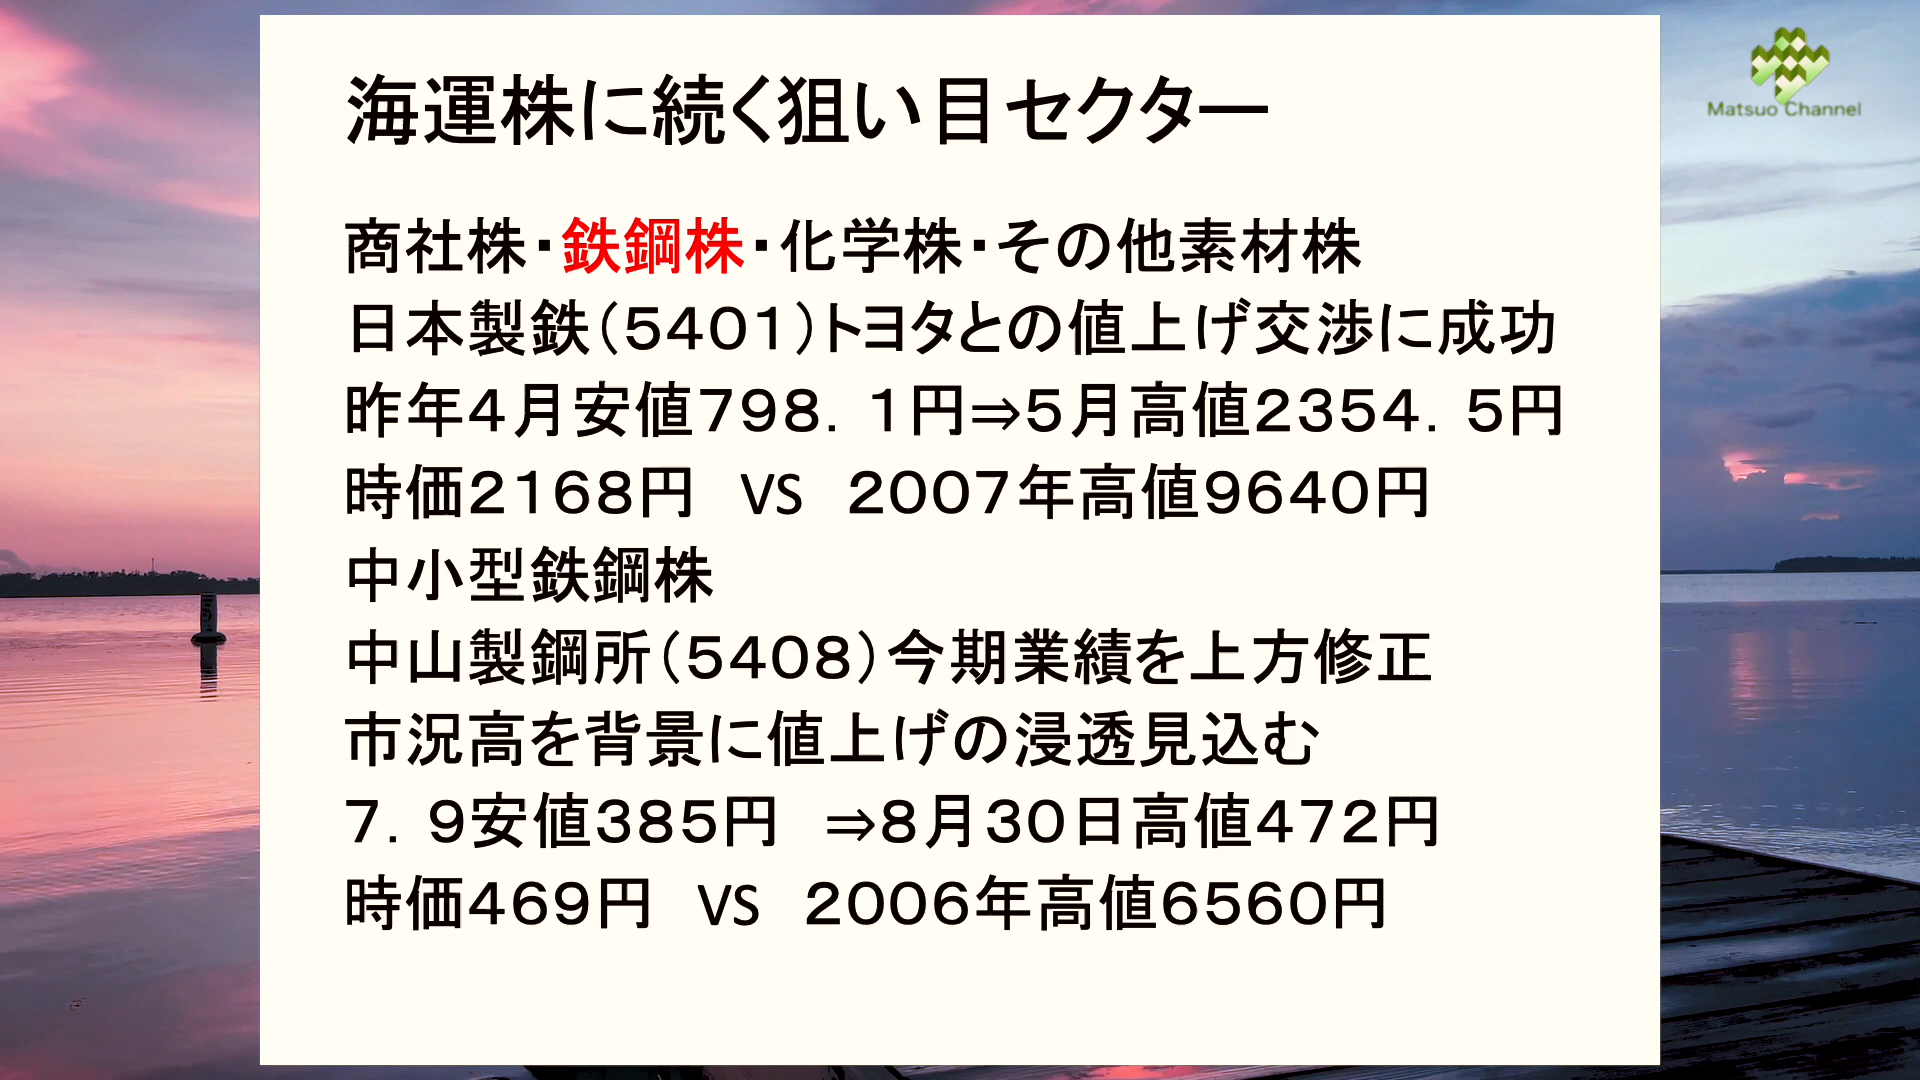 Matsuo Channel
海運株に続く狙い目セクター
商社株・鉄鋼株・化学株・その他素材株
日本製鉄（５４０１）トヨタとの値上げ交渉に成功
昨年４月安値７９８．１円⇒５月高値２３５４．５円
時価２１６８円　VS　２００７年高値９６４０円
中小型鉄鋼株
中山製鋼所（５４０８）今期業績を上方修正
市況高を背景に値上げの浸透見込む
７．９安値３８５円　⇒８月３０日高値４７２円
時価４６９円　VS　２００６年高値６５６０円